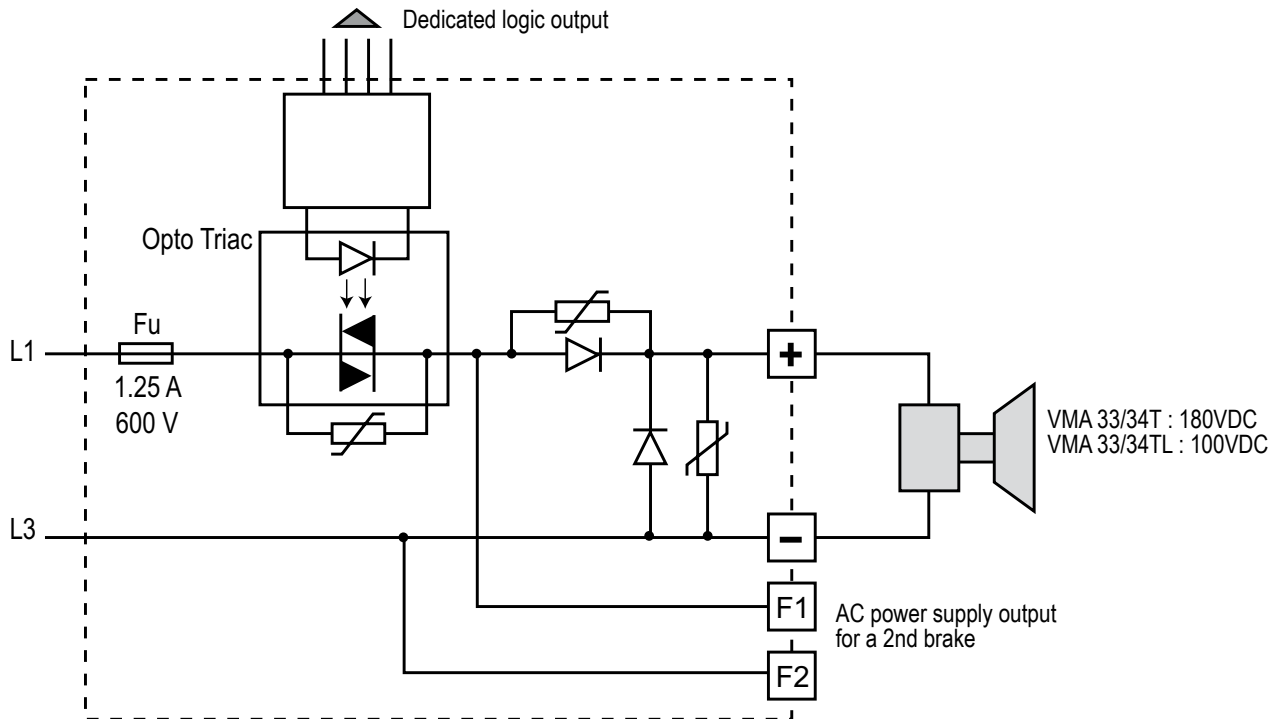 Dedicated logic output
Opto Triac
L1
Fu
1.25 A
600 V
+
VMA 33/34T : 180VDC
VMA 33/34TL : 100VDC
L3
−
F1
AC power supply output
for a 2nd brake
F2